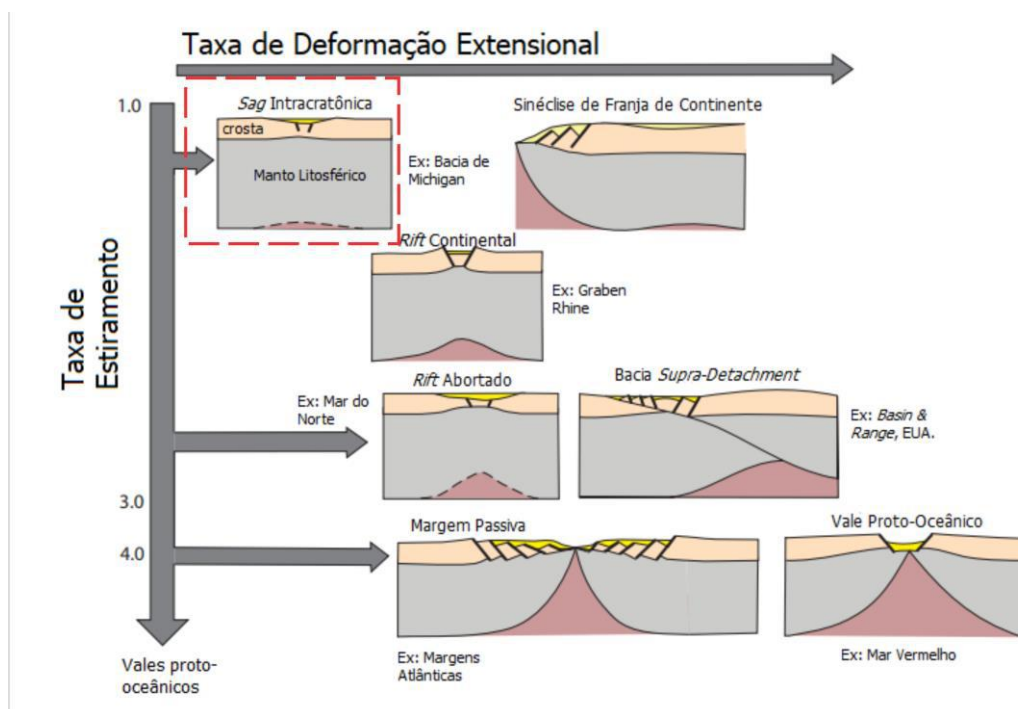 Taxa de Deformação Extensional
1.0
Sag Intracratônica
crosta
Manto Litosférico
Ex: Bacia de
Michigan
Sinéclise de Franja de Continente
Taxa de
Estiramento
Rift Continental
Ex: Graben
Rhine
Rift Abortado
Ex: Mar do
Norte
Bacia Supra-Detachment
Ex: Basin &
Range, EUA.
3.0
4.0
Margem Passiva
Vale Proto-Oceânico
Ex: Margens
Atlânticas
Ex: Mar Vermelho
Vales proto-
oceânicos